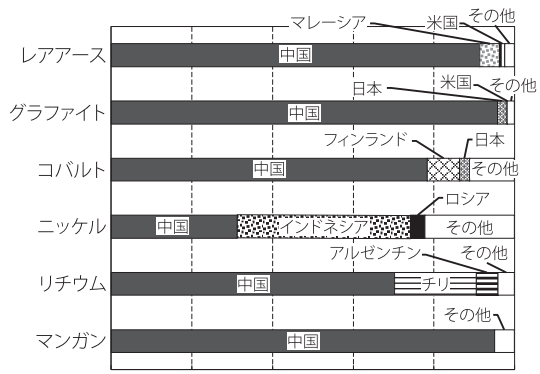 マレーシア 米国 その他
レアアース 中国
日本 米国 その他
グラファイト 中国
フィンランド 日本
コバルト 中国 その他
ロシア
ニッケル 中国 インドネシア その他
アルゼンチン その他
リチウム 中国 チリ
その他
マンガン 中国